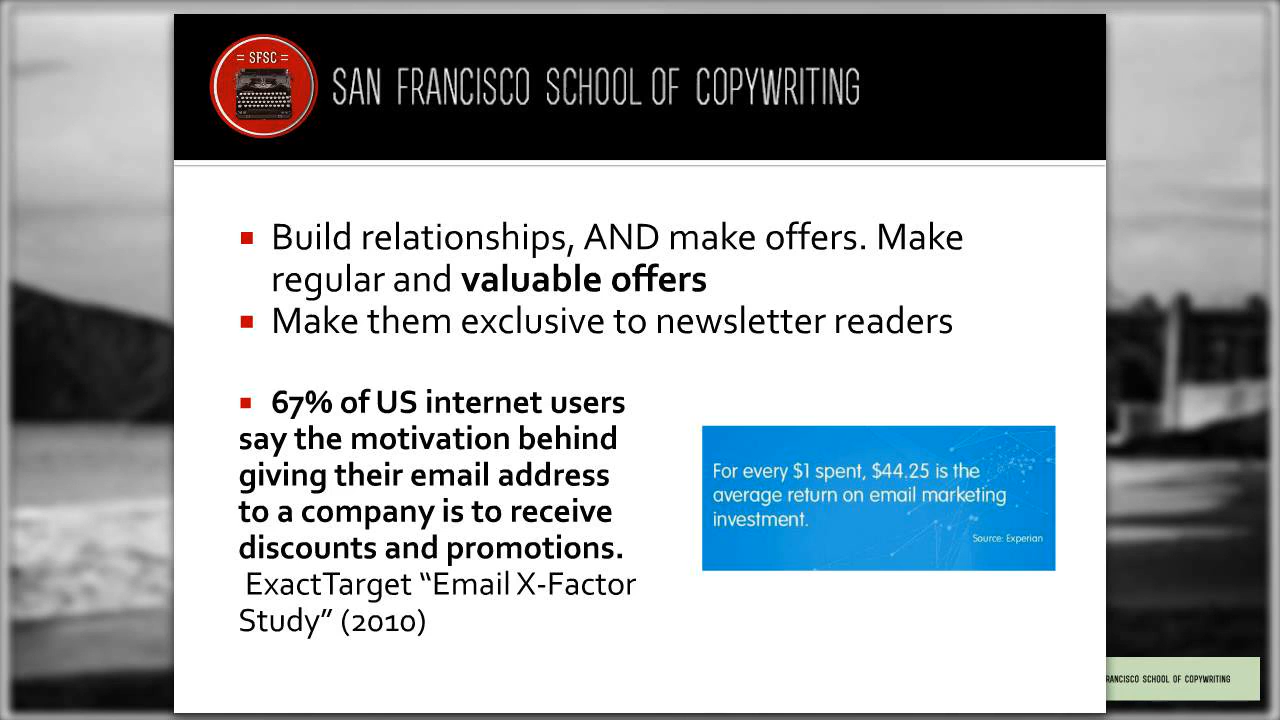 = SFSC =
SAN FRANCISCO SCHOOL OF COPYWRITING
Build relationships, AND make offers. Make
regular and valuable offers
Make them exclusive to newsletter readers
67% of US internet users
say the motivation behind
giving their email address
to a company is to receive
discounts and promotions.
ExactTarget “Email X-Factor
Study” (2010)
For every $1 spent, $44.25 is the
average return on email marketing
investment.
Source: Experian
RANCISCO SCHOOL OF COPYWRITING